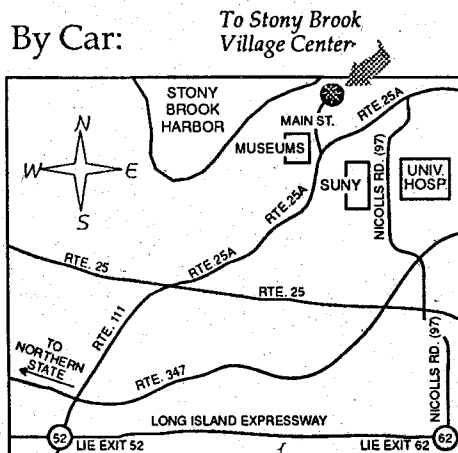 By Car:
To Stony Brook
Village Center
STONY
BROOK
HARBOR
MAIN ST.
RTE. 25A
MUSEUMS
SUNY
UNIV.
HOSP.
N
W E
S
RTE. 25A
NICOLLS RD. (97)
RTE. 25
RTE. 25A
RTE. 25
RTE. 111
TO
NORTHERN
STATE
RTE. 347
NICOLLS RD. (97)
LONG ISLAND EXPRESSWAY
52 LIE EXIT 52
LIE EXIT 62 62